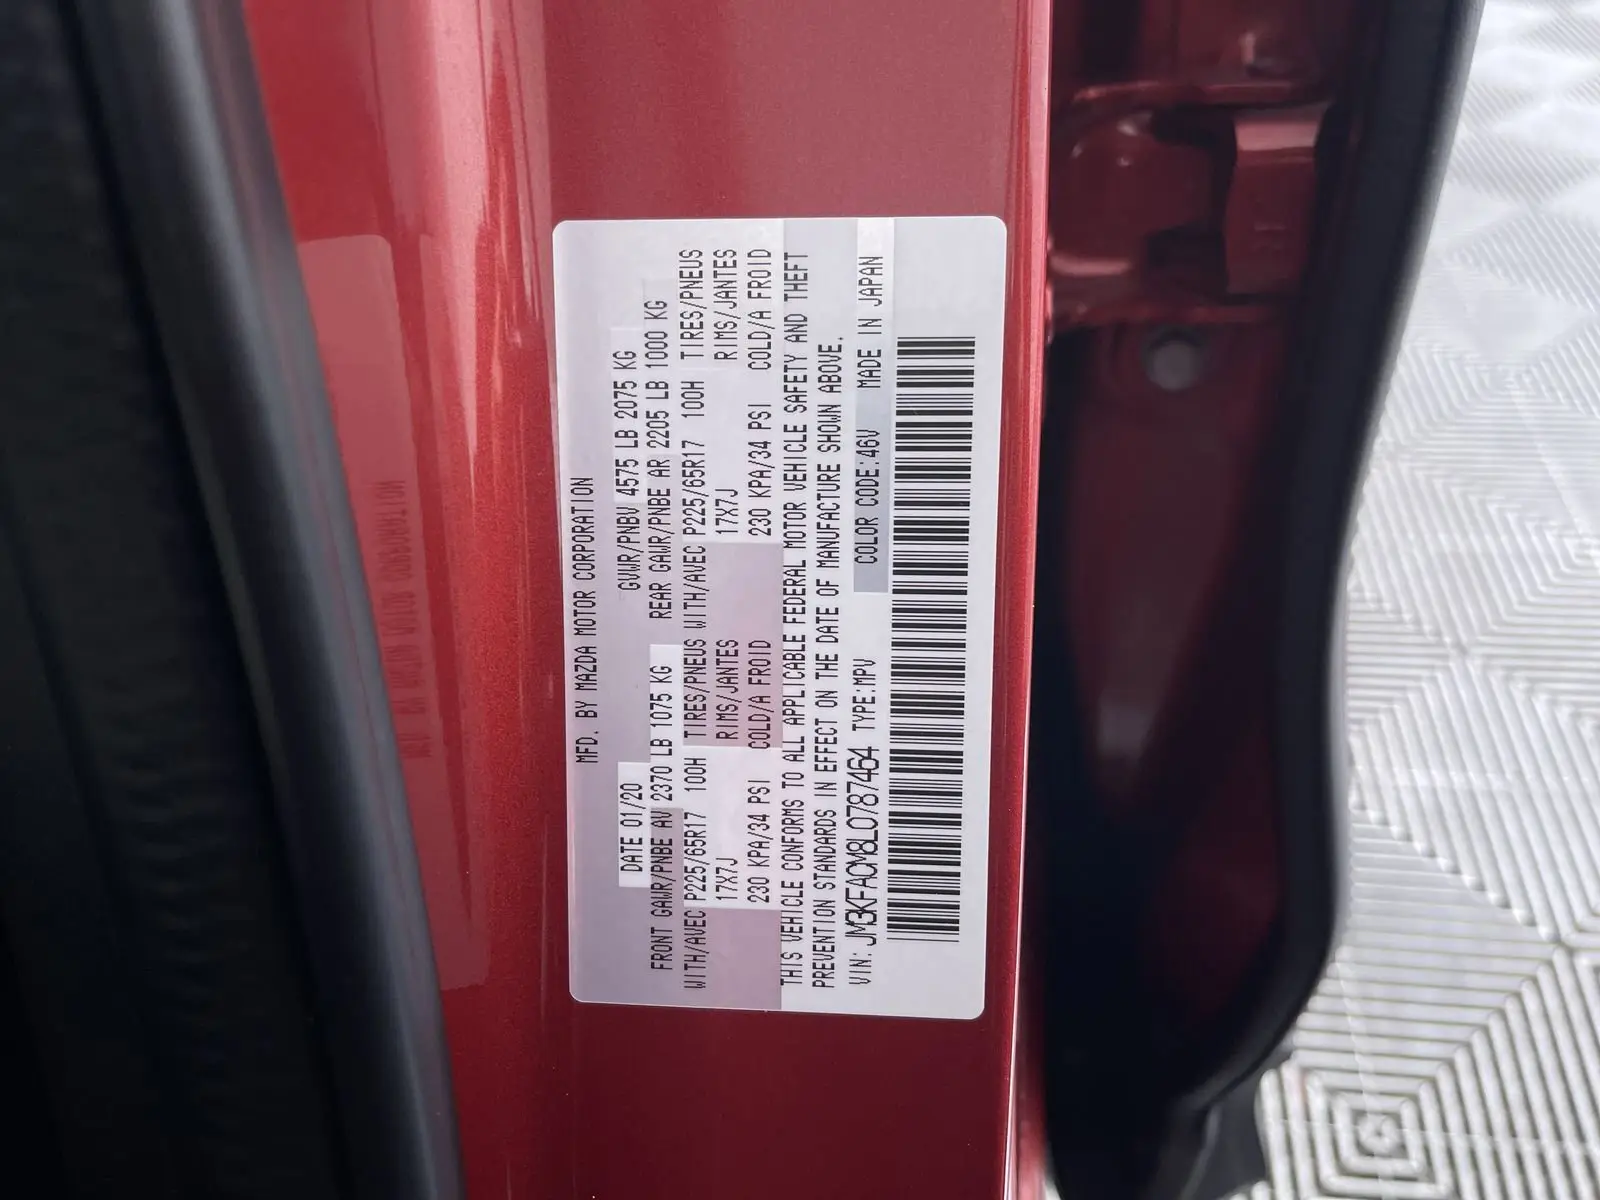 MFD. BY MAZDA MOTOR CORPORATION
DATE 01/20 GVWR/PNBV 4575 LB 2075 KG
FRONT GAWR/PNBE AV 2370 LB 1075 KG REAR GAWR/PNBE AR 2205 LB 1000 KG
WITH/AVEC P225/65R17 100H TIRES/PNEUS WITH/AVEC P225/65R17 100H TIRES/PNEUS
17X7J RIMS/JANTES 17X7J RIMS/JANTES
230 KPA/34 PSI COLD/A FROID 230 KPA/34 PSI COLD/A FROID
THIS VEHICLE CONFORMS TO ALL APPLICABLE FEDERAL MOTOR VEHICLE SAFETY AND THEFT
PREVENTION STANDARDS IN EFFECT ON THE DATE OF MANUFACTURE SHOWN ABOVE.
VIN: JM3KFACM8L0787464 TYPE:MPV COLOR CODE:46V MADE IN JAPAN